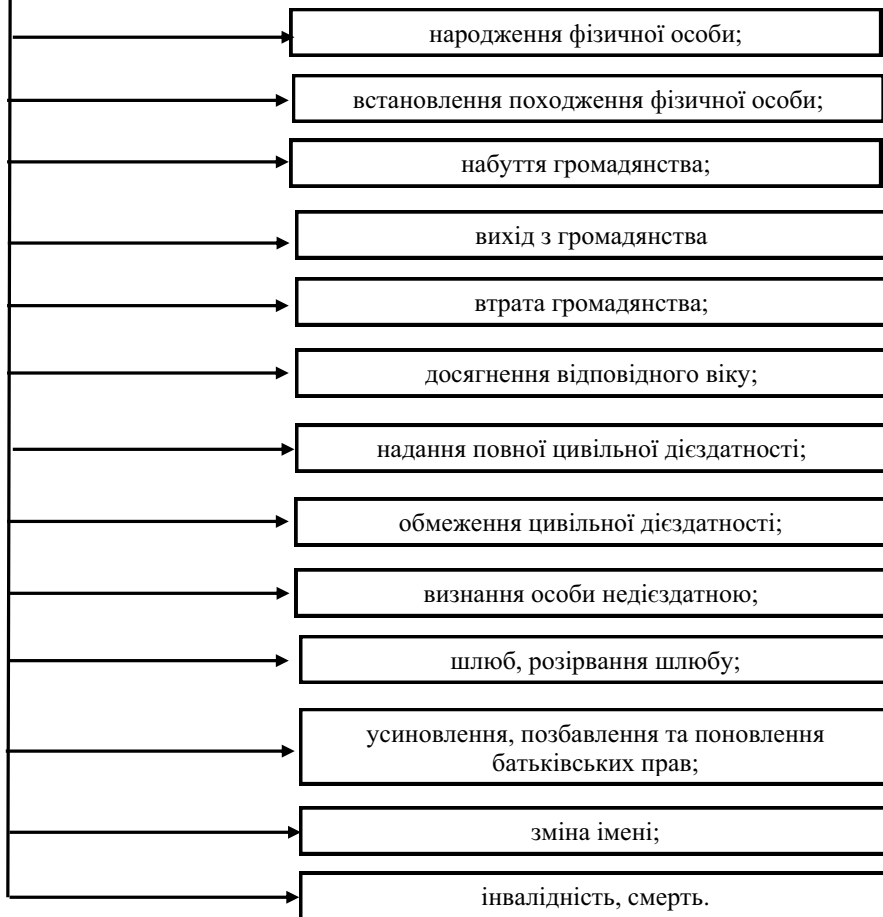 народження фізичної особи;
встановлення походження фізичної особи;
набуття громадянства;
вихід з громадянства
втрата громадянства;
досягнення відповідного віку;
надання повної цивільної дієздатності;
обмеження цивільної дієздатності;
визнання особи недієздатною;
шлюб, розірвання шлюбу;
усиновлення, позбавлення та поновлення
батьківських прав;
зміна імені;
інвалідність, смерть.